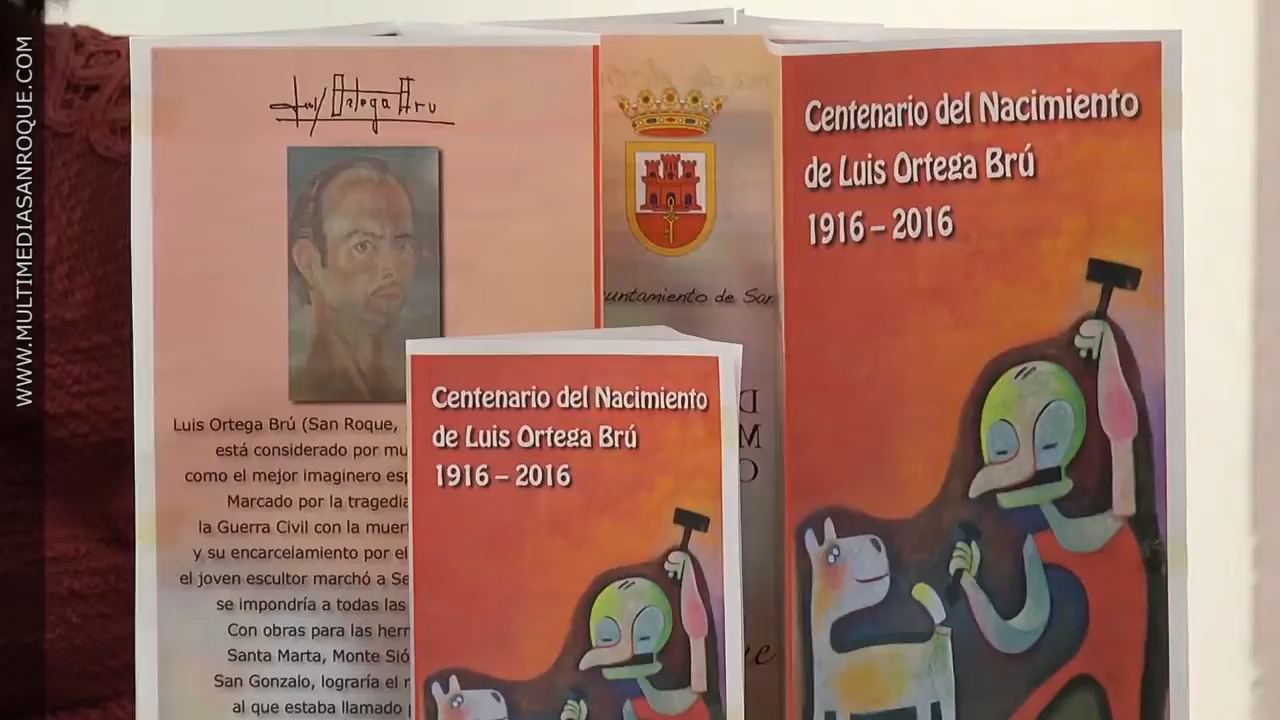 WWW.MULTIMEDIASANROQUE.COM
Luis Ortega Bru
Luis Ortega Brú (San Roque,
está considerado por mu
como el mejor imaginero esp
Marcado por la tragedia
la Guerra Civil con la muer
y su encarcelamiento por el
el joven escultor marchó a Se
se impondría a todas las
Con obras para las herr
Santa Marta, Monte Sió
San Gonzalo, lograría el
al que estaba llamado
untamiento de San
Centenario del Nacimiento
de Luis Ortega Brú
1916 – 2016
Centenario del Nacimiento
de Luis Ortega Brú
1916 – 2016